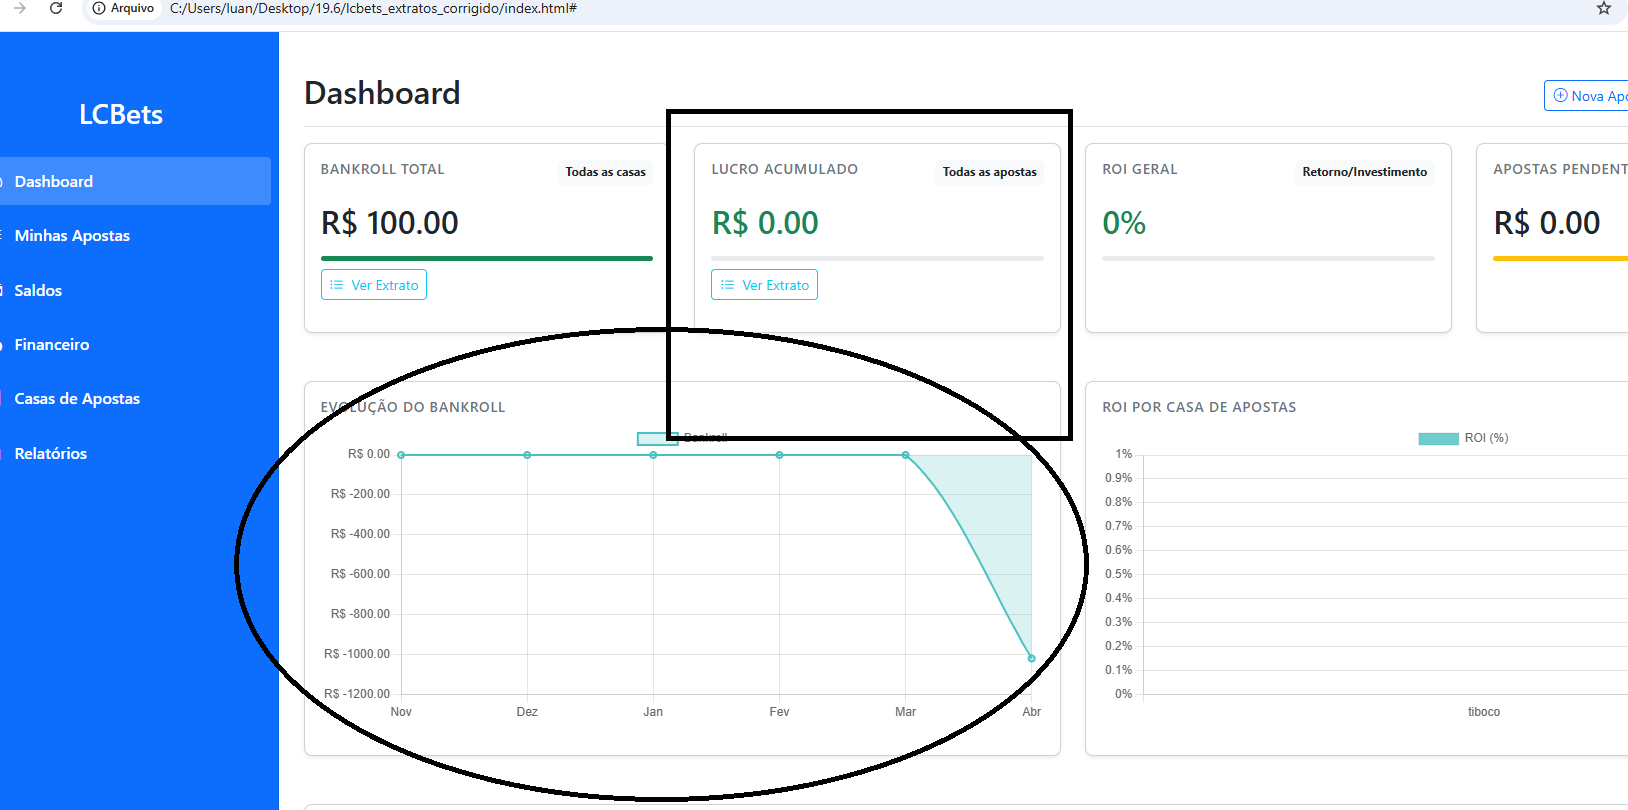 Arquivo C:/Users/luan/Desktop/19.6/lcbets_extratos_corrigido/index.html#
LCBets
Dashboard
Minhas Apostas
Saldos
Financeiro
Casas de Apostas
Relatórios
Dashboard
Nova Apo
BANKROLL TOTAL
Todas as casas
R$ 100.00
Ver Extrato
LUCRO ACUMULADO
Todas as apostas
R$ 0.00
Ver Extrato
ROI GERAL
Retorno/Investimento
0%
APOSTAS PENDENT
R$ 0.00
EVOLUÇÃO DO BANKROLL
Bankroll
R$ 0.00
R$ -200.00
R$ -400.00
R$ -600.00
R$ -800.00
R$ -1000.00
R$ -1200.00
Nov Dez Jan Fev Mar Abr
ROI POR CASA DE APOSTAS
ROI (%)
1%
0.9%
0.8%
0.7%
0.6%
0.5%
0.4%
0.3%
0.2%
0.1%
0%
tiboco